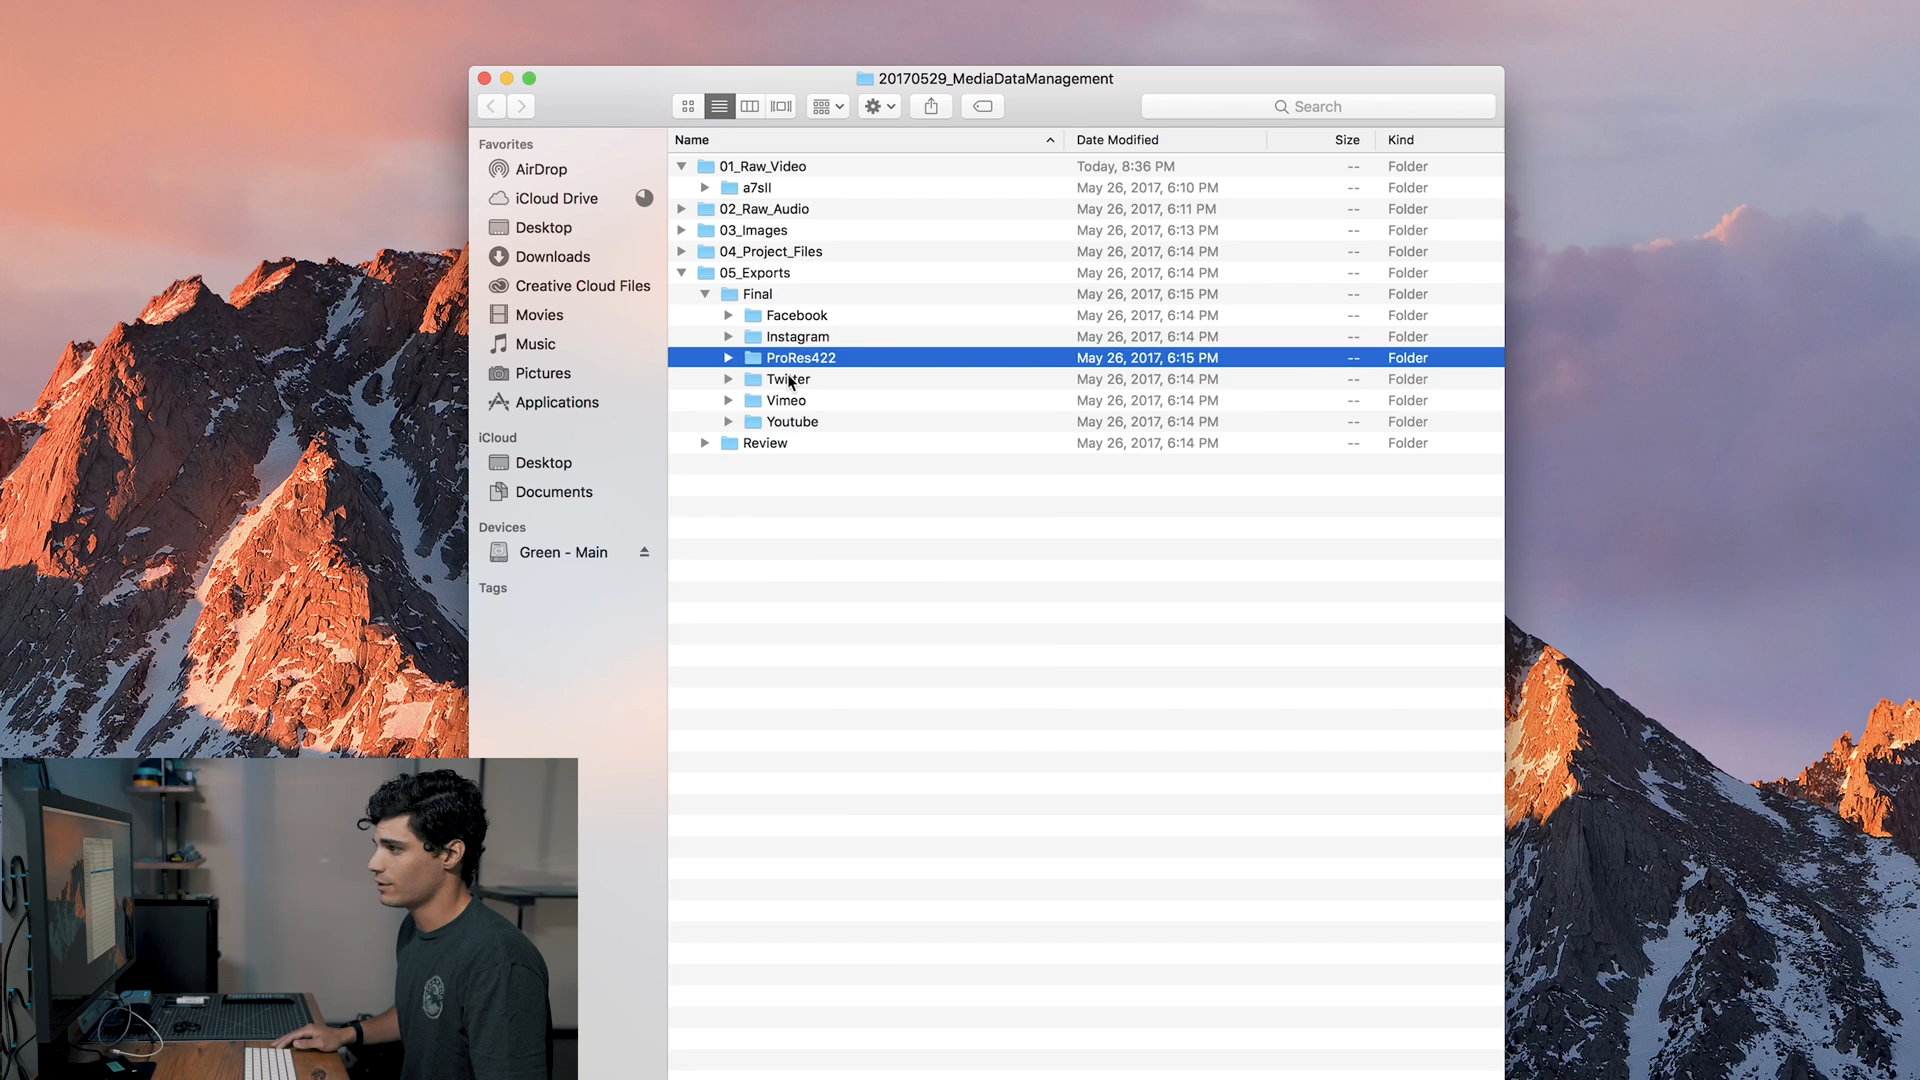 20170529_MediaDataManagement
Search
Favorites
AirDrop
iCloud Drive
Desktop
Downloads
Creative Cloud Files
Movies
Music
Pictures
Applications
iCloud
Desktop
Documents
Devices
Green - Main
Tags
Name Date Modified Size Kind
01_Raw_Video Today, 8:36 PM -- Folder
a7sII May 26, 2017, 6:10 PM -- Folder
02_Raw_Audio May 26, 2017, 6:11 PM -- Folder
03_Images May 26, 2017, 6:13 PM -- Folder
04_Project_Files May 26, 2017, 6:14 PM -- Folder
05_Exports May 26, 2017, 6:14 PM -- Folder
Final May 26, 2017, 6:15 PM -- Folder
Facebook May 26, 2017, 6:14 PM -- Folder
Instagram May 26, 2017, 6:14 PM -- Folder
ProRes422 May 26, 2017, 6:15 PM -- Folder
Twitter May 26, 2017, 6:14 PM -- Folder
Vimeo May 26, 2017, 6:14 PM -- Folder
Youtube May 26, 2017, 6:14 PM -- Folder
Review May 26, 2017, 6:14 PM -- Folder